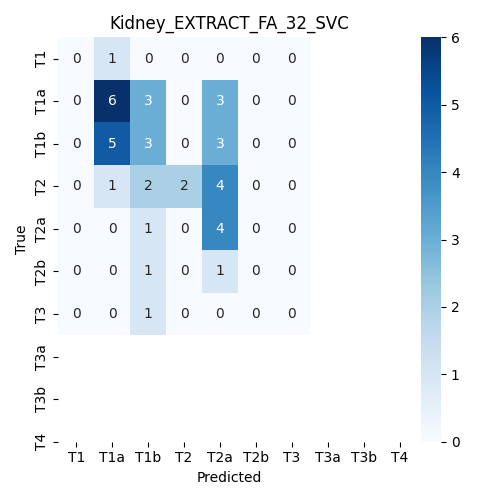 Kidney_EXTRACT_FA_32_SVC
T1 0 1 0 0 0 0 0
T1a 0 6 3 0 3 0 0
T1b 0 5 3 0 3 0 0
T2 0 1 2 2 4 0 0
T2a 0 0 1 0 4 0 0
T2b 0 0 1 0 1 0 0
T3 0 0 1 0 0 0 0
T3a
T3b
T4
True
T1 T1a T1b T2 T2a T2b T3 T3a T3b T4
Predicted
6
5
4
3
2
1
0